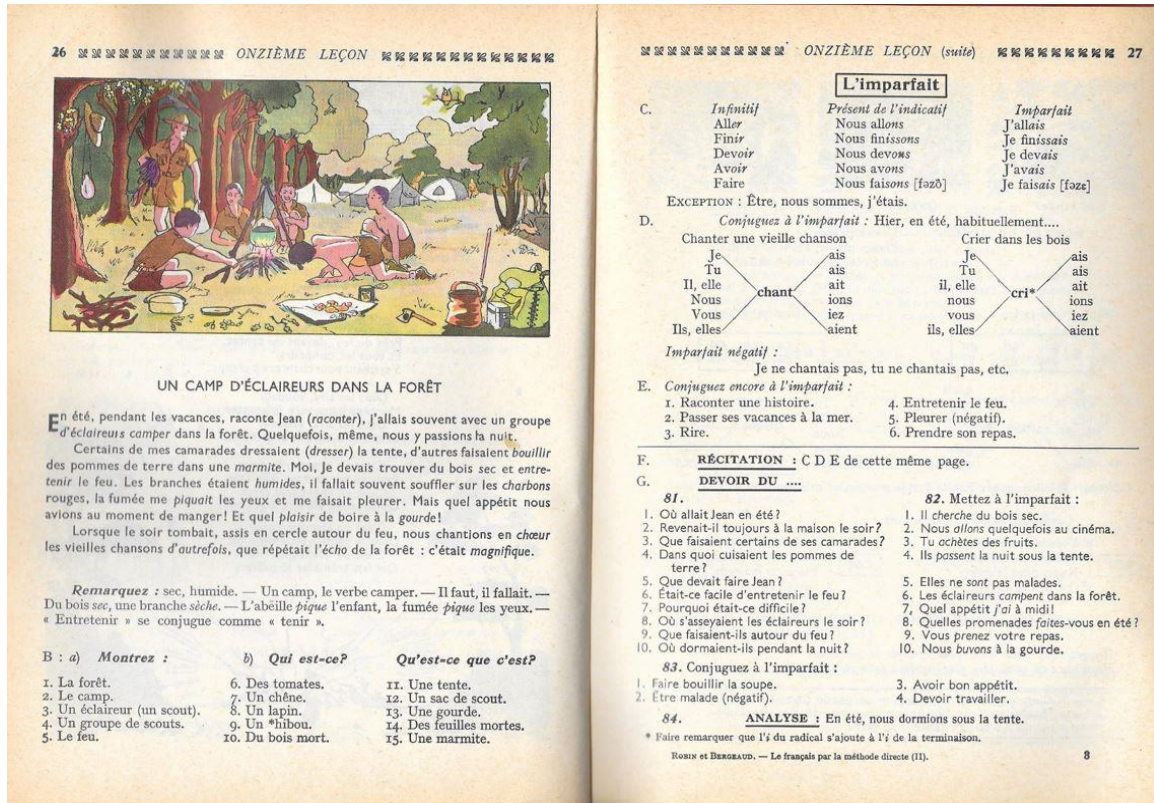 26 ONZIÈME LEÇON
UN CAMP D'ÉCLAIREURS DANS LA FORÊT
En été, pendant les vacances, raconte Jean (raconter), j'allais souvent avec un groupe
d'éclaireurs camper dans la forêt. Quelquefois, même, nous y passions la nuit.
Certains de mes camarades dressaient (dresser) la tente, d'autres faisaient bouillir
des pommes de terre dans une marmite. Moi, Je devais trouver du bois sec et entre-
tenir le feu. Les branches étaient humides, il fallait souvent souffler sur les charbons
rouges, la fumée me piquait les yeux et me faisait pleurer. Mais quel appétit nous
avions au moment de manger! Et quel plaisir de boire à la gourde!
Lorsque le soir tombait, assis en cercle autour du feu, nous chantions en chœur
les vieilles chansons d'autrefois, que répétait l'écho de la forêt : c'était magnifique.
Remarquez : sec, humide. — Un camp, le verbe camper. — Il faut, il fallait. —
Du bois sec, une branche sèche. — L'abëille pique l'enfant, la fumée pique les yeux. —
« Entretenir » se conjugue comme « tenir ».
B : a) Montrez : b) Qui est-ce? Qu'est-ce que c'est?
1. La forêt. 6. Des tomates. 11. Une tente.
2. Le camp. 7. Un chêne. 12. Un sac de scout.
3. Un éclaireur (un scout). 8. Un lapin. 13. Une gourde.
4. Un groupe de scouts. 9. Un *hibou. 14. Des feuilles mortes.
5. Le feu. 10. Du bois mort. 15. Une marmite.
ONZIÈME LEÇON (suite) 27
L'imparfait
C. Infinitif Présent de l'indicatif Imparfait
Aller Nous allons J'allais
Finir Nous finissons Je finissais
Devoir Nous devons Je devais
Avoir Nous avons J'avais
Faire Nous faisons [fəzɔ̃] Je faisais [fəzɛ]
EXCEPTION : Être, nous sommes, j'étais.
D. Conjuguez à l'imparfait : Hier, en été, habituellement....
Chanter une vieille chanson Crier dans les bois
Je ais Je ais
Tu ais Tu ais
Il, elle ait il, elle ait
chant cri*
Nous ions nous ions
Vous iez vous iez
Ils, elles aient ils, elles aient
Imparfait négatif :
Je ne chantais pas, tu ne chantais pas, etc.
E. Conjuguez encore à l'imparfait :
1. Raconter une histoire. 4. Entretenir le feu.
2. Passer ses vacances à la mer. 5. Pleurer (négatif).
3. Rire. 6. Prendre son repas.
F. RÉCITATION : C D E de cette même page.
G. DEVOIR DU ....
81.
1. Où allait Jean en été?
2. Revenait-il toujours à la maison le soir?
3. Que faisaient certains de ses camarades?
4. Dans quoi cuisaient les pommes de
terre?
5. Que devait faire Jean?
6. Était-ce facile d'entretenir le feu?
7. Pourquoi était-ce difficile?
8. Où s'asseyaient les éclaireurs le soir?
9. Que faisaient-ils autour du feu?
10. Où dormaient-ils pendant la nuit?
82. Mettez à l'imparfait :
1. Il cherche du bois sec.
2. Nous allons quelquefois au cinéma.
3. Tu achètes des fruits.
4. Ils passent la nuit sous la tente.
5. Elles ne sont pas malades.
6. Les éclaireurs campent dans la forêt.
7, Quel appétit j'ai à midi!
8. Quelles promenades faites-vous en été?
9. Vous prenez votre repas.
10. Nous buvons à la gourde.
83. Conjuguez à l'imparfait :
1. Faire bouillir la soupe. 3. Avoir bon appétit.
2. Être malade (négatif). 4. Devoir travailler.
84. ANALYSE : En été, nous dormions sous la tente.
* Faire remarquer que l'i du radical s'ajoute à l'i de la terminaison.
ROBIN et BERGEAUD. — Le français par la méthode directe (II). 8